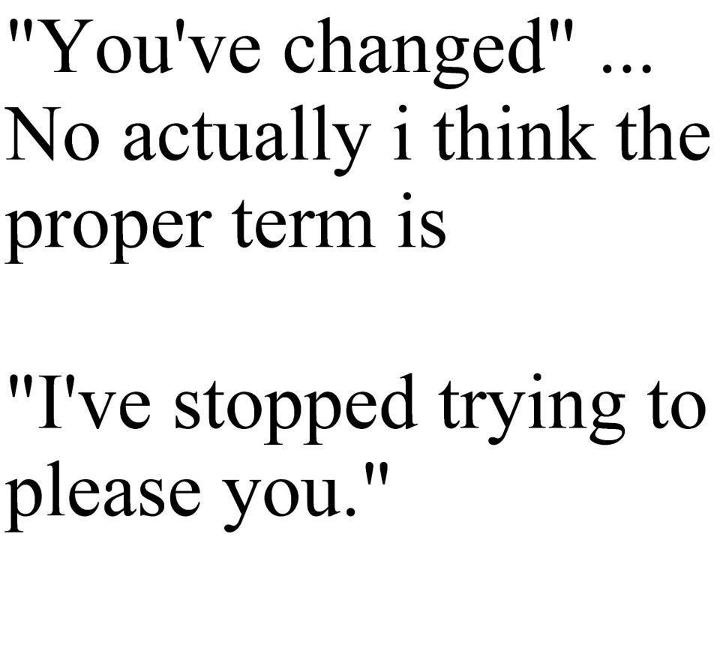 "You've changed" ...
No actually i think the
proper term is
"I've stopped trying to
please you."